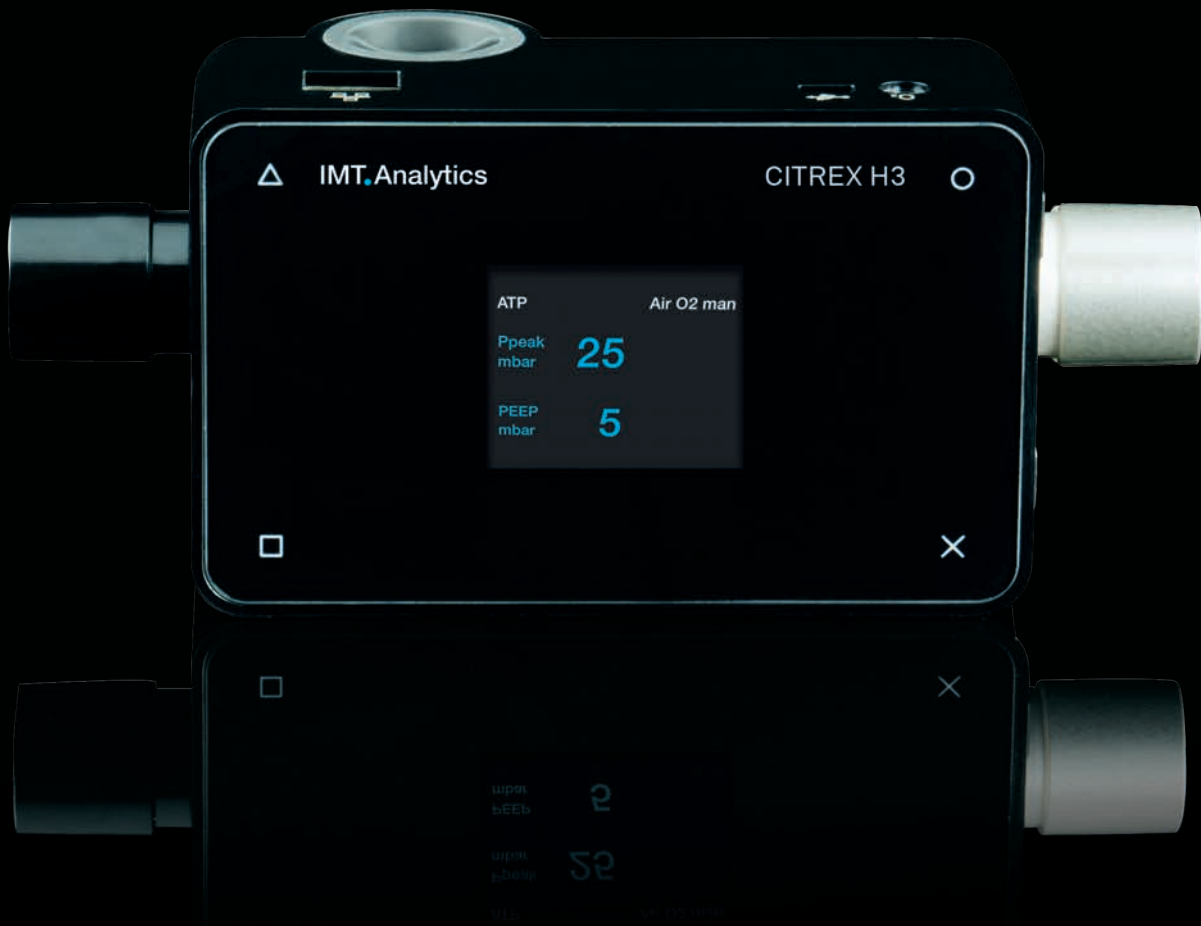 IMT.Analytics
CITREX H3
ATP
Air O2 man
Ppeak
mbar
25
PEEP
mbar
5